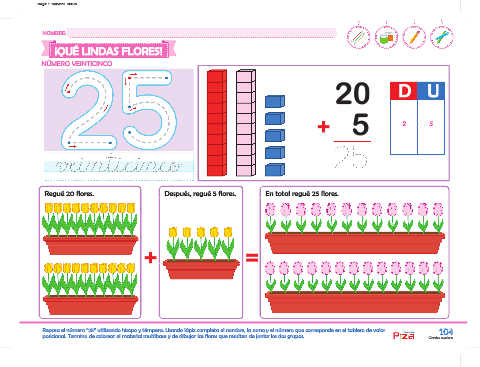 NOMBRE:
¡QUÉ LINDAS FLORES!
NÚMERO VEINTICINCO
25
veinticinco
20
+ 5
25
D U
2 5
Regué 20 flores.
Después, regué 5 flores.
En total regué 25 flores.
+
=
Repasa el número "25" utilizando hisopo y témpera. Usando lápiz completa el nombre, la suma y el número que corresponde en el tablero de valor
posicional. Termina de colorear el material multibase y de dibujar las flores que resultan de juntar los dos grupos.
104